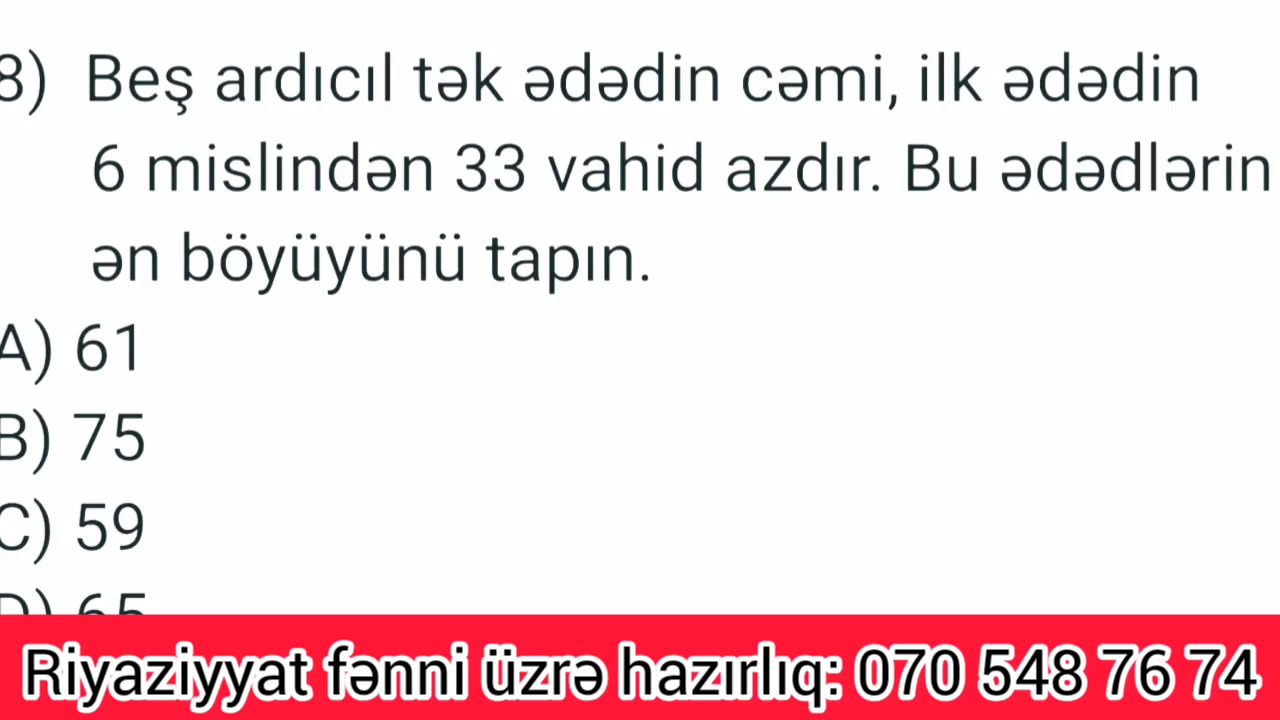 8) Beş ardıcıl tək ədədin cəmi, ilk ədədin
6 mislindən 33 vahid azdır. Bu ədədlərin
ən böyüyünü tapın.
A) 61
B) 75
C) 59
D) 65
Riyaziyyat fənni üzrə hazırlıq: 070 548 76 74